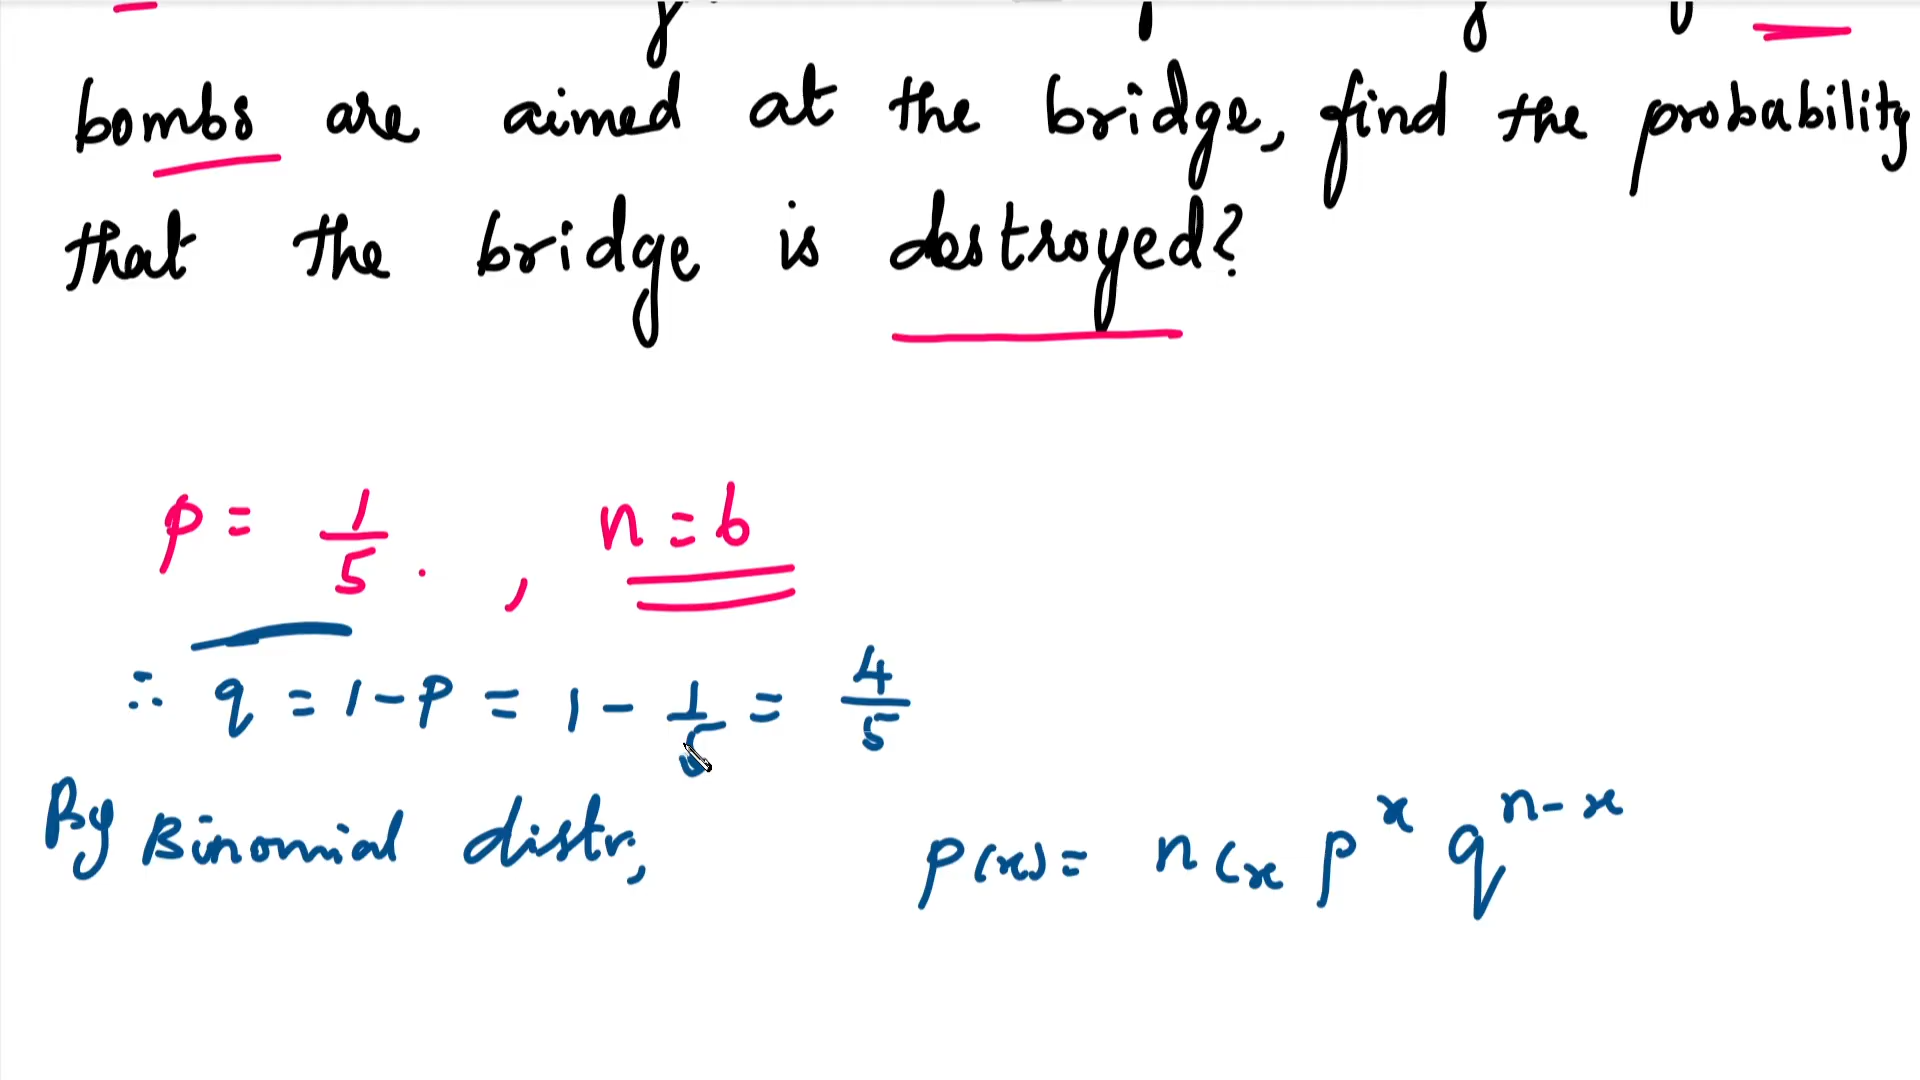 bombs are aimed at the bridge, find the probability
that the bridge is destroyed?
p = 1/5 . , n = 6
∴ q = 1 - p = 1 - 1/5 = 4/5
By Binomial distr, p(x) = nCx p^x q^(n-x)